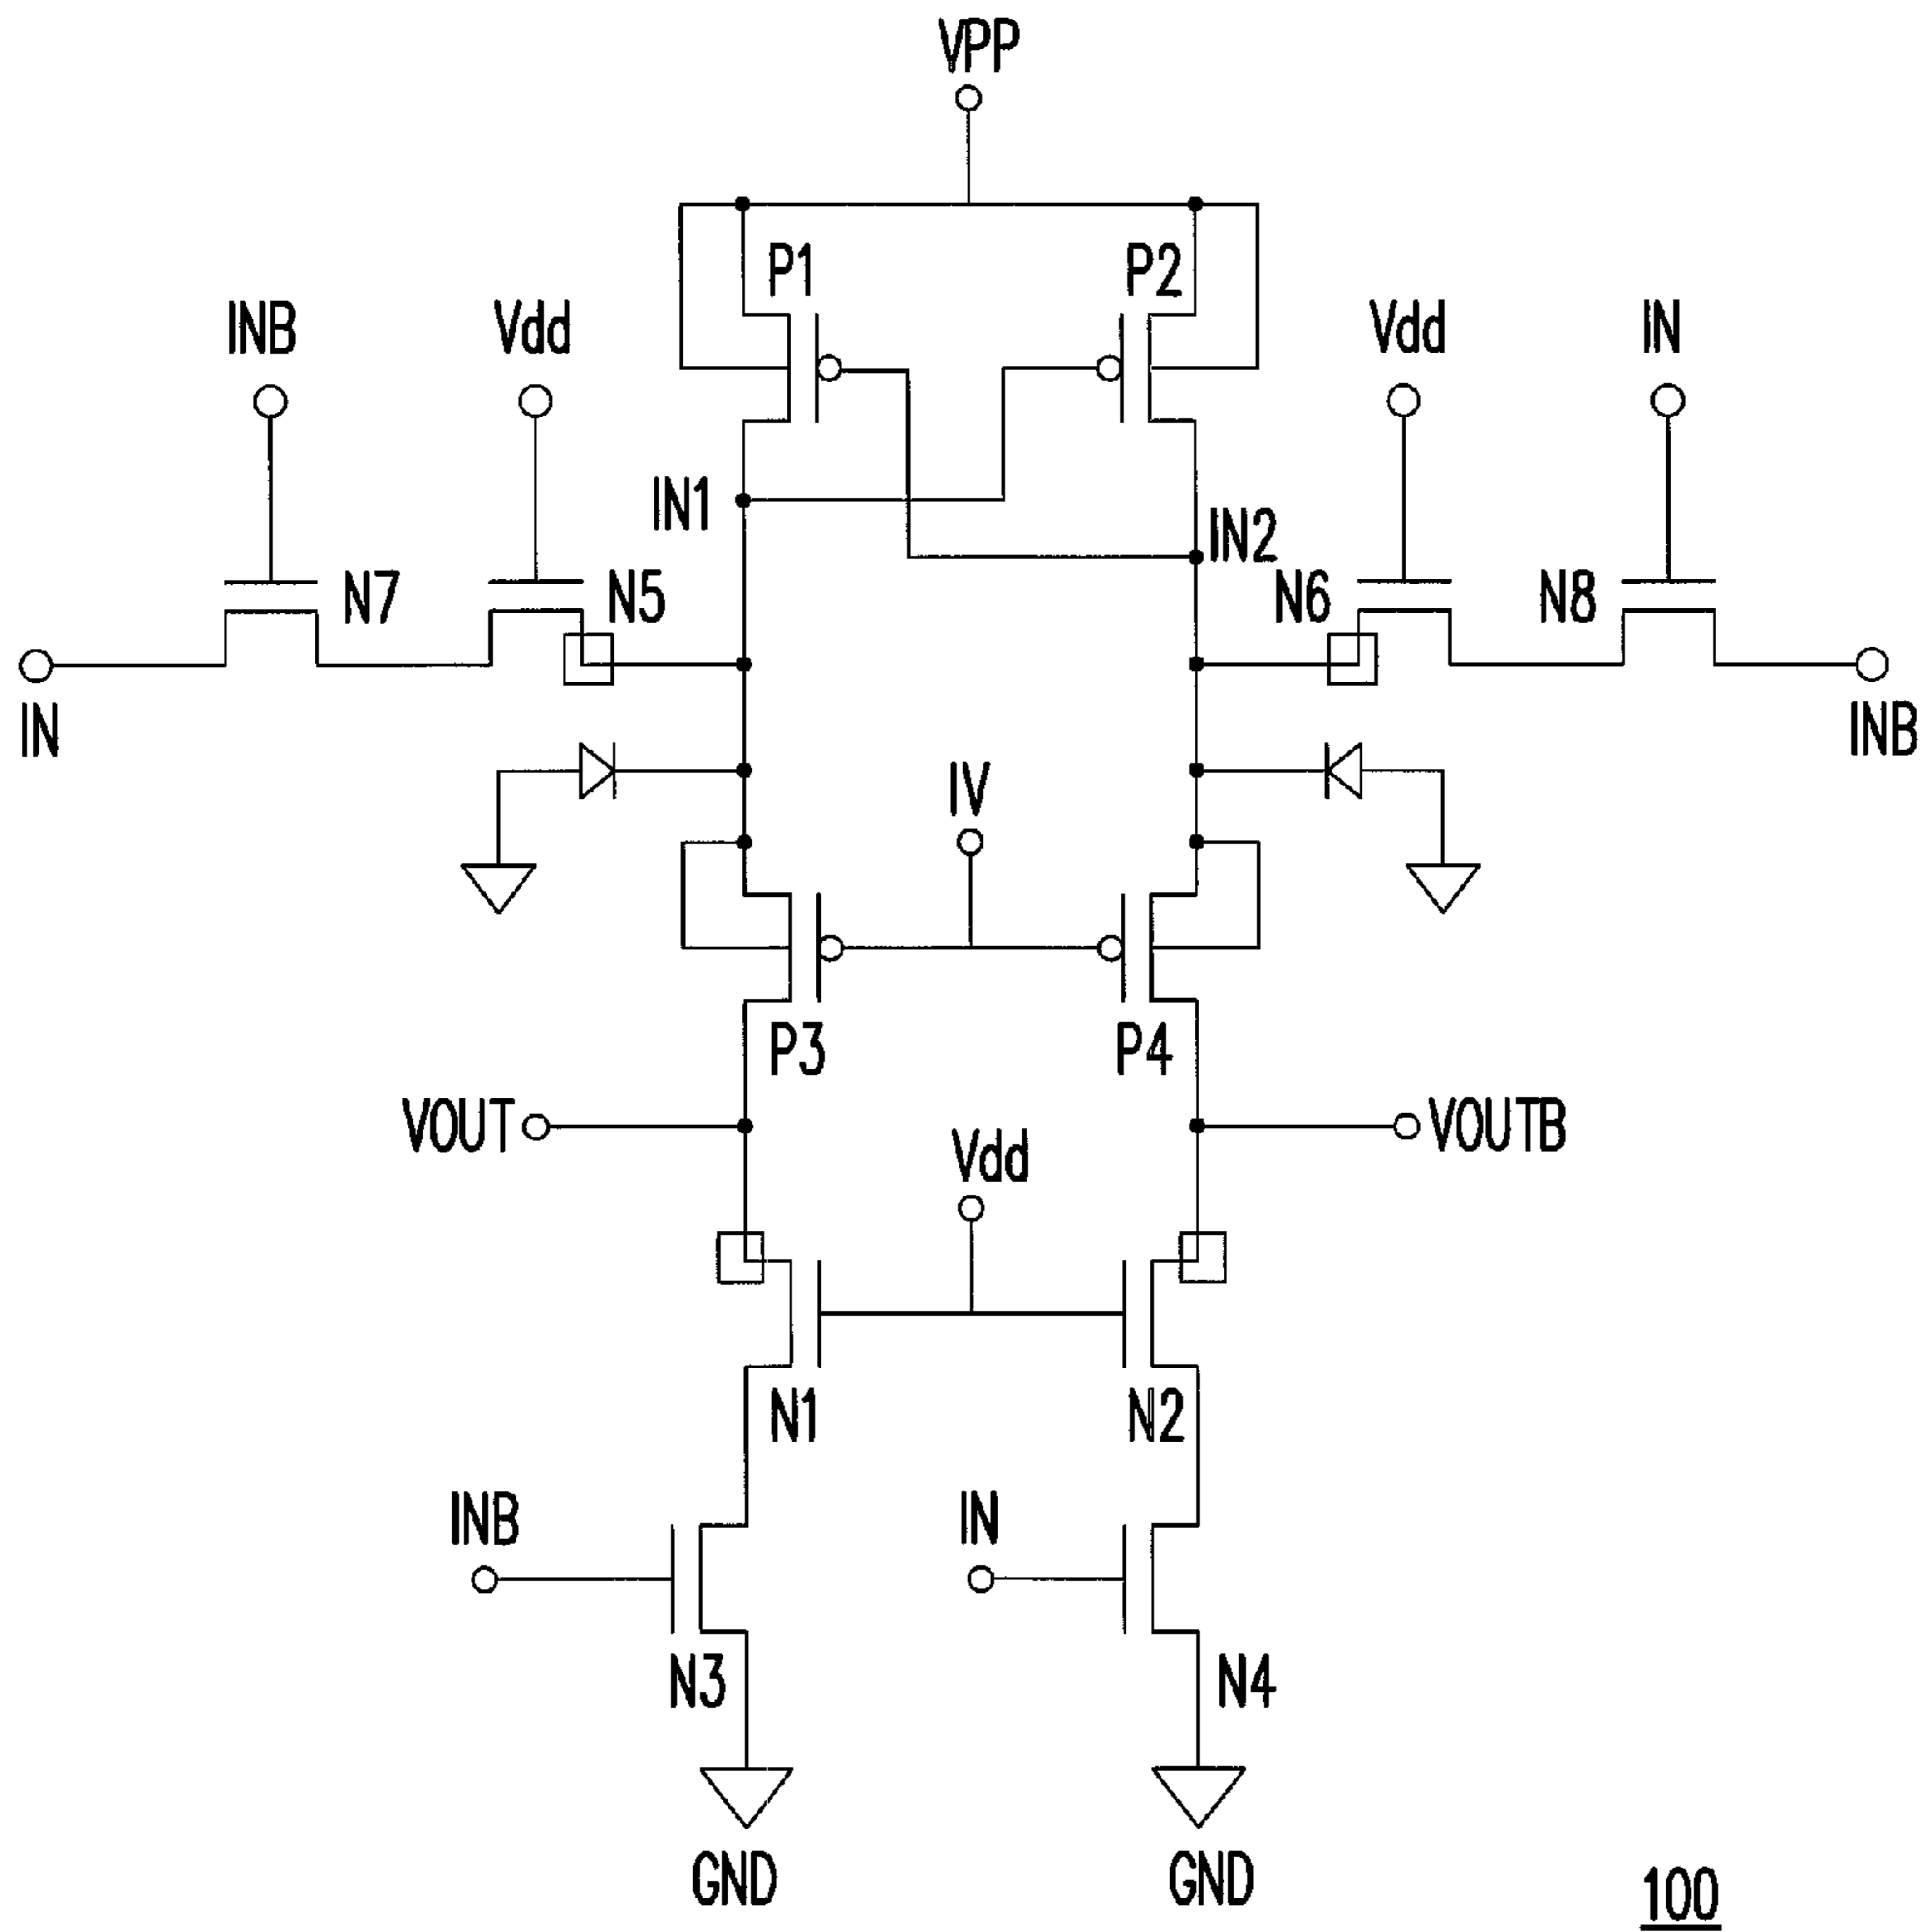 VPP
P1
P2
INB
Vdd
Vdd
IN
IN1
IN2
N7
N5
N6
N8
IN
INB
IV
P3
P4
VOUT
VOUTB
Vdd
N1
N2
INB
IN
N3
N4
GND
GND
100